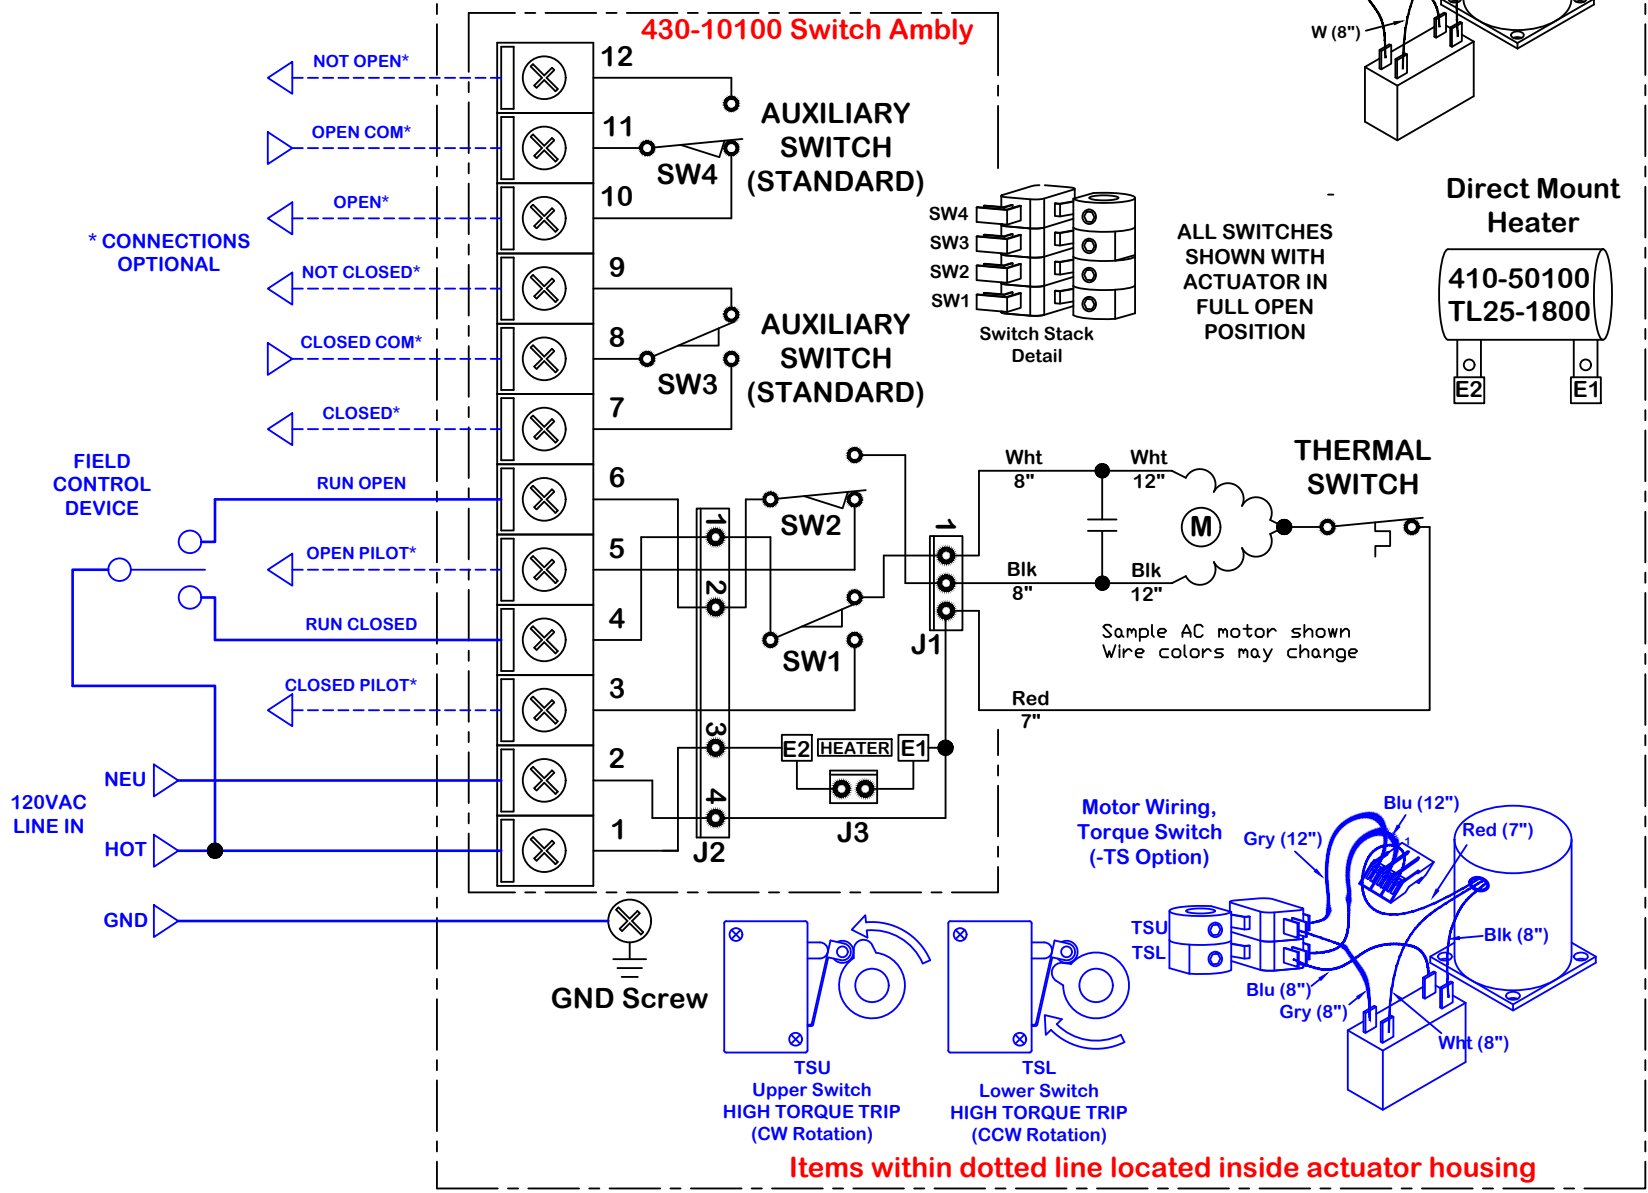 430-10100 Switch Ambly
W (8")
NOT OPEN*
12
OPEN COM*
11
SW4
AUXILIARY
SWITCH
(STANDARD)
OPEN*
10
* CONNECTIONS
OPTIONAL
NOT CLOSED*
9
CLOSED COM*
8
SW3
AUXILIARY
SWITCH
(STANDARD)
CLOSED*
7
SW4
SW3
SW2
SW1
Switch Stack
Detail
ALL SWITCHES
SHOWN WITH
ACTUATOR IN
FULL OPEN
POSITION
Direct Mount
Heater
410-50100
TL25-1800
E2
E1
FIELD
CONTROL
DEVICE
RUN OPEN
6
OPEN PILOT*
5
RUN CLOSED
4
CLOSED PILOT*
3
NEU
2
120VAC
LINE IN
HOT
1
GND
GND Screw
1
2
3
4
J2
SW2
SW1
1
J1
E2
HEATER
E1
J3
Wht
8"
Wht
12"
M
Blk
8"
Blk
12"
THERMAL
SWITCH
Sample AC motor shown
Wire colors may change
Red
7"
Motor Wiring,
Torque Switch
(-TS Option)
Blu (12")
Gry (12")
Red (7")
1
TSU
TSL
Blk (8")
Blu (8")
Gry (8")
Wht (8")
TSU
Upper Switch
HIGH TORQUE TRIP
(CW Rotation)
TSL
Lower Switch
HIGH TORQUE TRIP
(CCW Rotation)
Items within dotted line located inside actuator housing